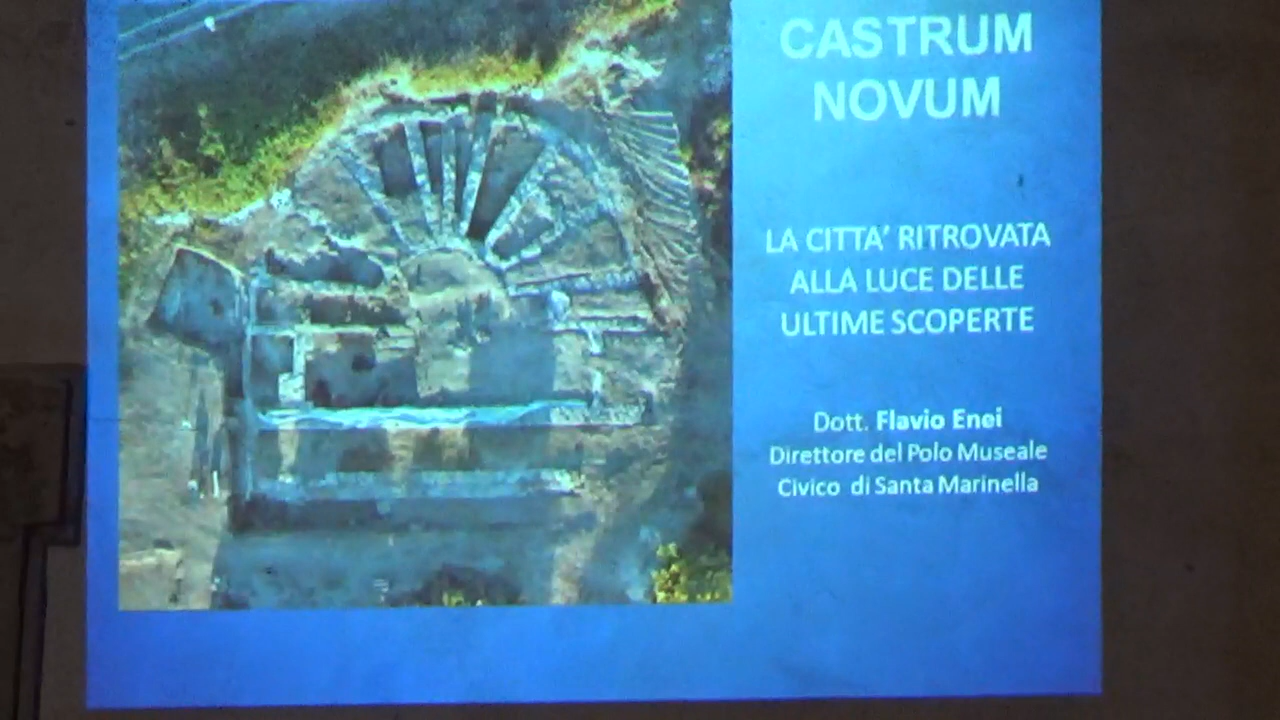 CASTRUM
NOVUM
LA CITTA' RITROVATA
ALLA LUCE DELLE
ULTIME SCOPERTE
Dott. Flavio Enei
Direttore del Polo Museale
Civico di Santa Marinella